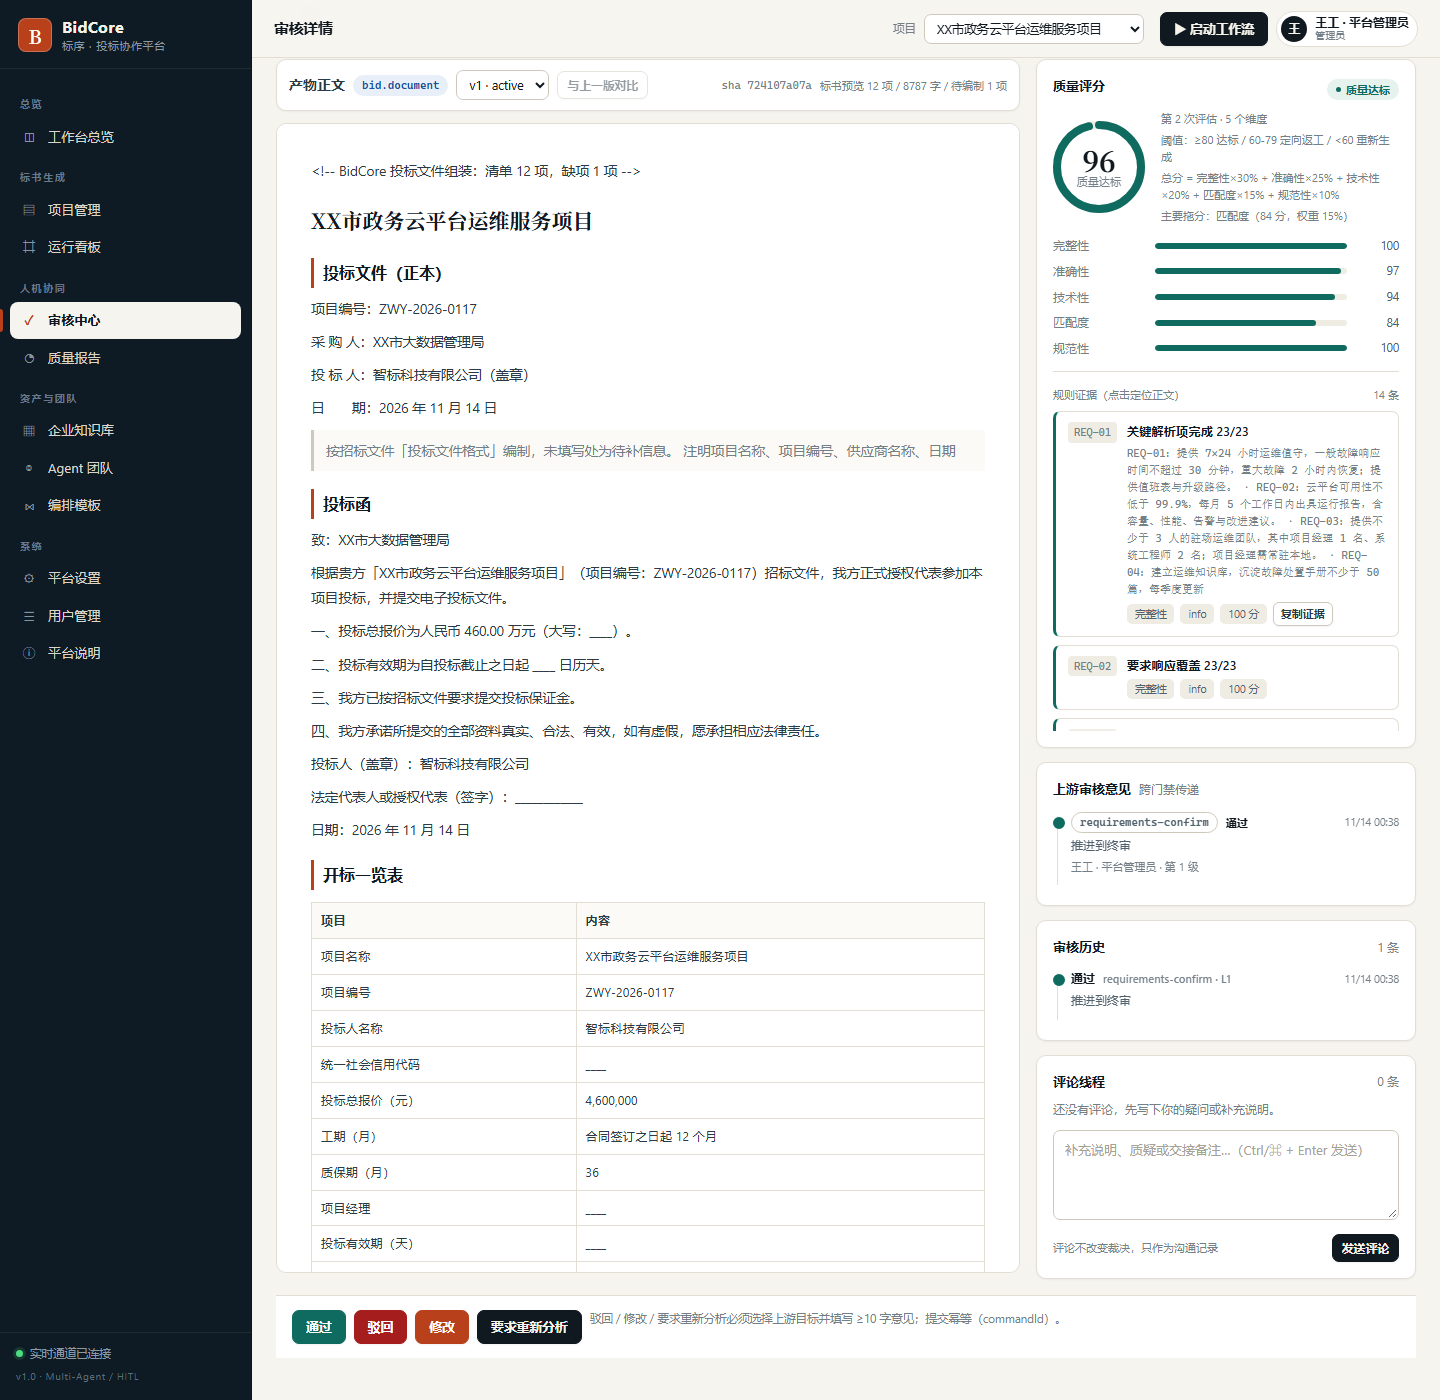 B
BidCore
标序 · 投标协作平台
总览
工作台总览
标书生成
项目管理
运行看板
人机协同
审核中心
质量报告
资产与团队
企业知识库
Agent 团队
编排模板
系统
平台设置
用户管理
平台说明
实时通道已连接
v1.0 · Multi-Agent / HITL
审核详情
项目
XX市政务云平台运维服务项目
▶ 启动工作流
王
王工 · 平台管理员
管理员
产物正文
bid.document
v1 · active
与上一版对比
sha 724107a07a
标书预览 12 项 / 8787 字 / 待编制 1 项
<!-- BidCore 投标文件组装：清单 12 项，缺项 1 项 -->
XX市政务云平台运维服务项目
投标文件（正本）
项目编号：ZWY-2026-0117
采 购 人：XX市大数据管理局
投 标 人：智标科技有限公司（盖章）
日　　期：2026 年 11 月 14 日
按招标文件「投标文件格式」编制，未填写处为待补信息。 注明项目名称、项目编号、供应商名称、日期
投标函
致：XX市大数据管理局
根据贵方「XX市政务云平台运维服务项目」（项目编号：ZWY-2026-0117）招标文件，我方正式授权代表参加本
项目投标，并提交电子投标文件。
一、投标总报价为人民币 460.00 万元（大写：___）。
二、投标有效期为自投标截止之日起 ___ 日历天。
三、我方已按招标文件要求提交投标保证金。
四、我方承诺所提交的全部资料真实、合法、有效，如有虚假，愿承担相应法律责任。
投标人（盖章）：智标科技有限公司
法定代表人或授权代表（签字）：_________
日期：2026 年 11 月 14 日
开标一览表
项目
内容
项目名称
XX市政务云平台运维服务项目
项目编号
ZWY-2026-0117
投标人名称
智标科技有限公司
统一社会信用代码
___
投标总报价（元）
4,600,000
工期（月）
合同签订之日起 12 个月
质保期（月）
36
项目经理
___
投标有效期（天）
___
质量评分
质量达标
96
质量达标
第 2 次评估 · 5 个维度
阈值：≥80 达标 / 60-79 定向返工 / <60 重新生
成
总分 = 完整性×30% + 准确性×25% + 技术性
×20% + 匹配度×15% + 规范性×10%
主要拖分：匹配度（84 分，权重 15%）
完整性
100
准确性
97
技术性
94
匹配度
84
规范性
100
规则证据（点击定位正文）
14 条
REQ-01
关键解析项完成 23/23
REQ-01：提供 7×24 小时运维值守，一般故障响应
时间不超过 30 分钟，重大故障 2 小时内恢复；提
供值班表与升级路径。 · REQ-02：云平台可用性不
低于 99.9%，每月 5 个工作日内出具运行报告，含
容量、性能、告警与改进建议。 · REQ-03：提供不
少于 3 人的驻场运维团队，其中项目经理 1 名、系
统工程师 2 名；项目经理需常驻本地。 · REQ-
04：建立运维知识库，沉淀故障处置手册不少于 50
篇，每季度更新
完整性
info
100 分
复制证据
REQ-02
要求响应覆盖 23/23
完整性
info
100 分
上游审核意见
跨门禁传递
requirements-confirm
通过
11/14 00:38
推进到终审
王工 · 平台管理员 · 第 1 级
审核历史
1 条
通过
requirements-confirm · L1
11/14 00:38
推进到终审
评论线程
0 条
还没有评论，先写下你的疑问或补充说明。
补充说明、质疑或交接备注…（Ctrl/⌘ + Enter 发送）
评论不改变裁决，只作为沟通记录
发送评论
通过
驳回
修改
要求重新分析
驳回 / 修改 / 要求重新分析必须选择上游目标并填写 ≥10 字意见；提交幂等（commandId）。